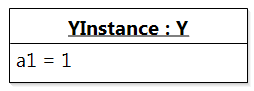 YInstance : Y
a1 = 1